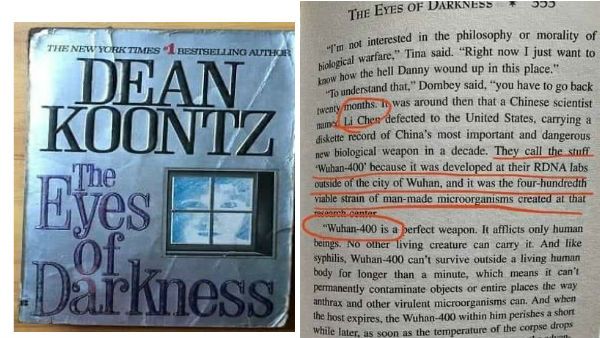 THE NEW YORK TIMES #1 BESTSELLING AUTHOR
DEAN
KOONTZ
The
Eyes
of
Darkness
THE EYES OF DARKNESS * 333
"I'm not interested in the philosophy or morality of
biological warfare," Tina said. "Right now I just want to
know how the hell Danny wound up in this place."
"To understand that," Dombey said, "you have to go back
twenty months. It was around then that a Chinese scientist
named Li Chen defected to the United States, carrying a
diskette record of China's most important and dangerous
new biological weapon in a decade. They call the stuff
'Wuhan-400' because it was developed at their RDNA labs
outside of the city of Wuhan, and it was the four-hundredth
viable strain of man-made microorganisms created at that
research center.
"Wuhan-400 is a perfect weapon. It afflicts only human
beings. No other living creature can carry it. And like
syphilis, Wuhan-400 can't survive outside a living human
body for longer than a minute, which means it can't
permanently contaminate objects or entire places the way
anthrax and other virulent microorganisms can. And when
the host expires, the Wuhan-400 within him perishes a short
while later, as soon as the temperature of the corpse drops